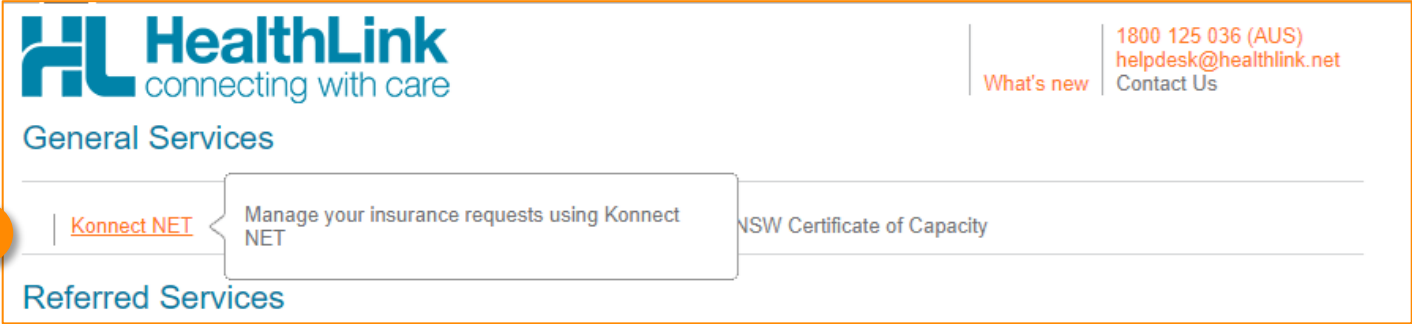 HL HealthLink
connecting with care
1800 125 036 (AUS)
helpdesk@healthlink.net
What's new
Contact Us
General Services
Konnect NET
Manage your insurance requests using Konnect
NET
NSW Certificate of Capacity
Referred Services